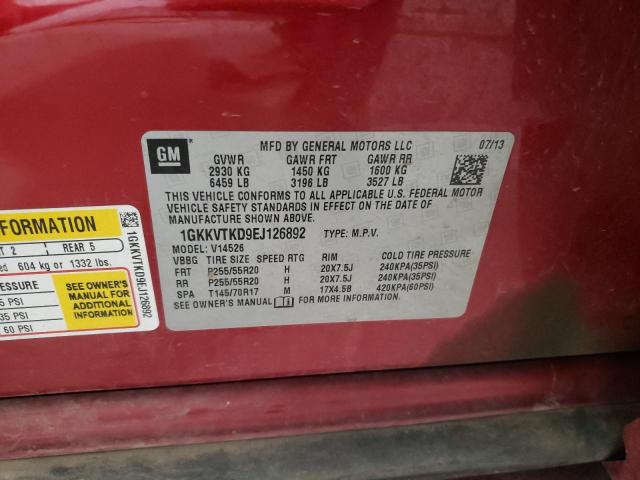 GM
MFD BY GENERAL MOTORS LLC
07/13
GVWR GAWR FRT GAWR RR
2930 KG 1450 KG 1600 KG
6459 LB 3196 LB 3527 LB
THIS VEHICLE CONFORMS TO ALL APPLICABLE U.S. FEDERAL MOTOR
VEHICLE SAFETY STANDARDS IN EFFECT ON THE DATE OF
MANUFACTURE SHOWN ABOVE.
1GKKVTKD9EJ126892 TYPE: M.P.V.
MODEL: V14526
VBBG TIRE SIZE SPEED RTG RIM COLD TIRE PRESSURE
FRT P255/55R20 H 20X7.5J 240KPA(35PSI)
RR P255/55R20 H 20X7.5J 240KPA(35PSI)
SPA T145/70R17 M 17X4.5B 420KPA(60PSI)
SEE OWNER'S MANUAL FOR MORE INFORMATION
FORMATION
2 REAR 5
604 kg or 1332 lbs.
SEE OWNER'S
MANUAL FOR
ADDITIONAL
INFORMATION
PSI
35 PSI
60 PSI
1GKKVTKD9EJ126892